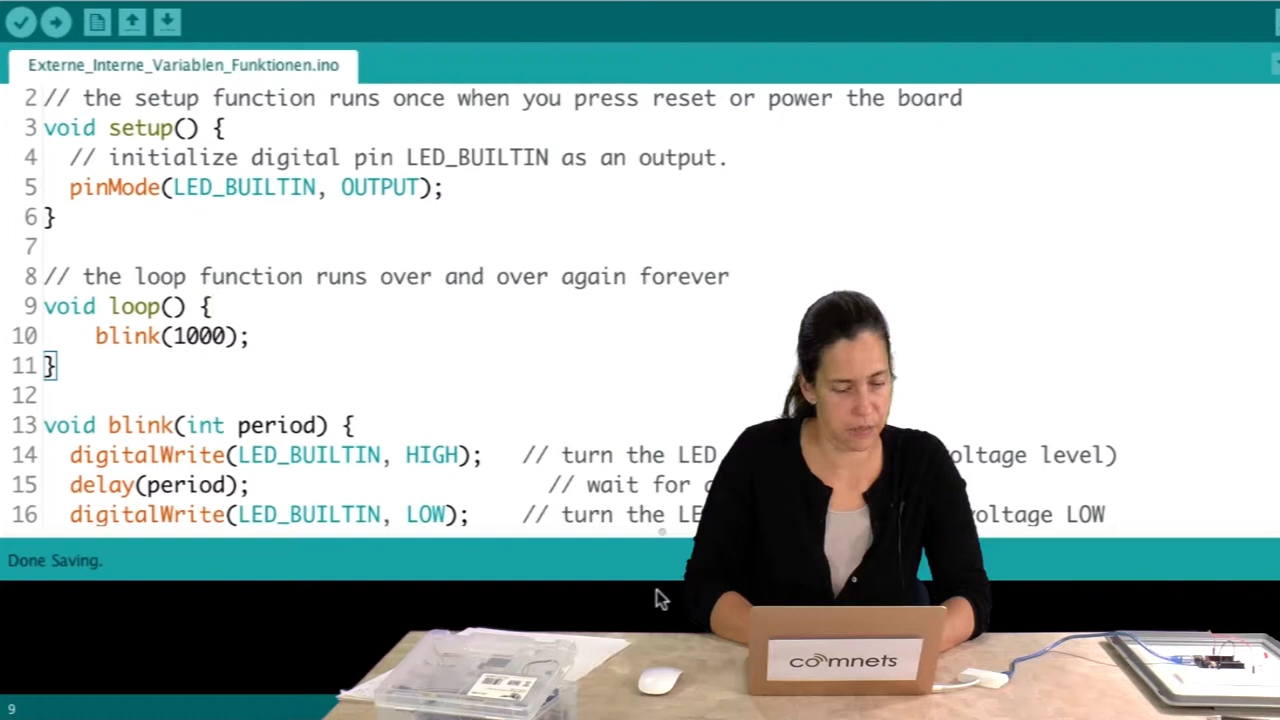 Externe_Interne_Variablen_Funktionen.ino
2 // the setup function runs once when you press reset or power the board
3 void setup() {
4 // initialize digital pin LED_BUILTIN as an output.
5 pinMode(LED_BUILTIN, OUTPUT);
6 }
7
8 // the loop function runs over and over again forever
9 void loop() {
10 blink(1000);
11 }
12
13 void blink(int period) {
14 digitalWrite(LED_BUILTIN, HIGH); // turn the LED oltage level)
15 delay(period); // wait for
16 digitalWrite(LED_BUILTIN, LOW); // turn the voltage LOW
Done Saving.
comnets
9